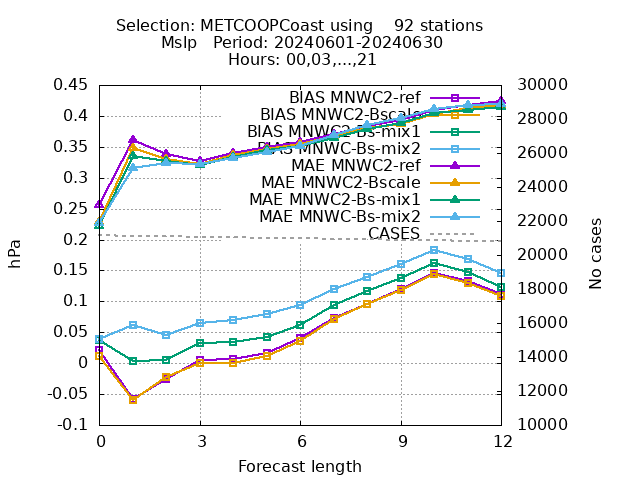 Selection: METCOOPCoast using 92 stations
Mslp Period: 20240601-20240630
Hours: 00,03,...,21
0.45
0.4
0.35
0.3
0.25
0.2
0.15
0.1
0.05
0
-0.05
-0.1
hPa
30000
28000
26000
24000
22000
20000
18000
16000
14000
12000
10000
No cases
BIAS MNWC2-ref
BIAS MNWC2-Bscale
BIAS MNWC2-Bs-mix1
BIAS MNWC-Bs-mix2
MAE MNWC2-ref
MAE MNWC2-Bscale
MAE MNWC2-Bs-mix1
MAE MNWC-Bs-mix2
CASES
0 3 6 9 12
Forecast length